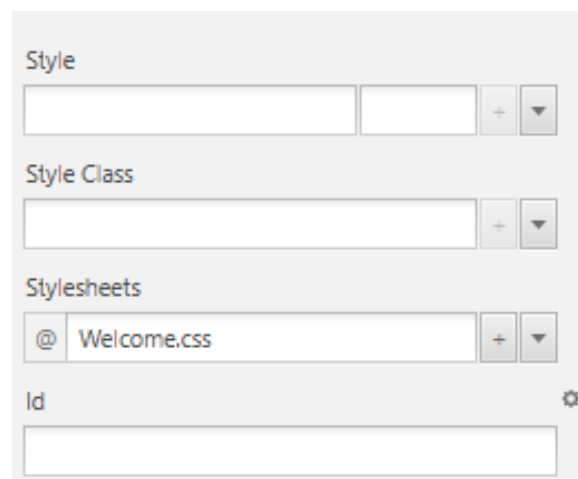 Style
+
Style Class
+
Stylesheets
@ Welcome.css +
Id